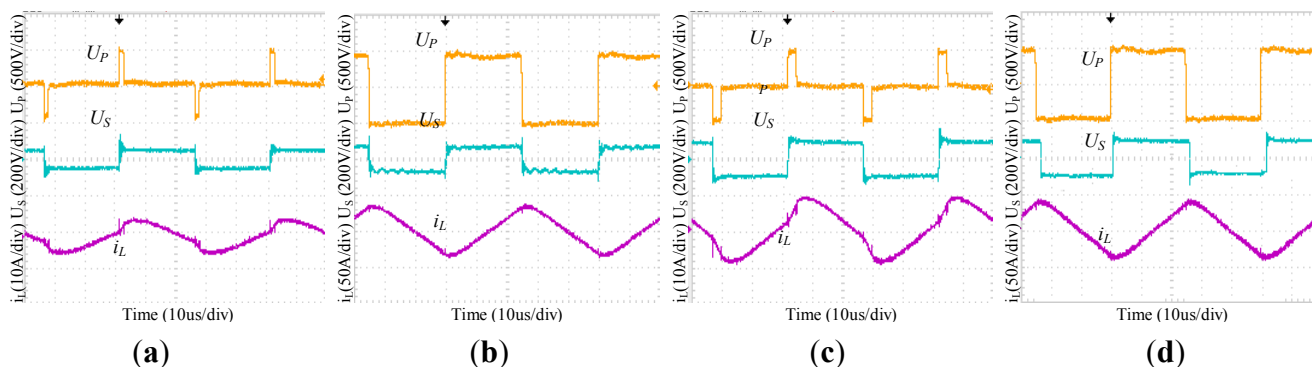 i_L(10A/div) U_S (200V/div) U_P (500V/div)
U_P
U_S
i_L
Time (10us/div)
(a)
i_L(50A/div) U_S (200V/div) U_P (500V/div)
U_P
U_S
i_L
Time (10us/div)
(b)
i_L(10A/div) U_S (200V/div) U_P (500V/div)
U_P
P
U_S
i_L
Time (10us/div)
(c)
i_L(50A/div) U_S (200V/div) U_P (500V/div)
U_P
U_S
i_L
Time (10us/div)
(d)